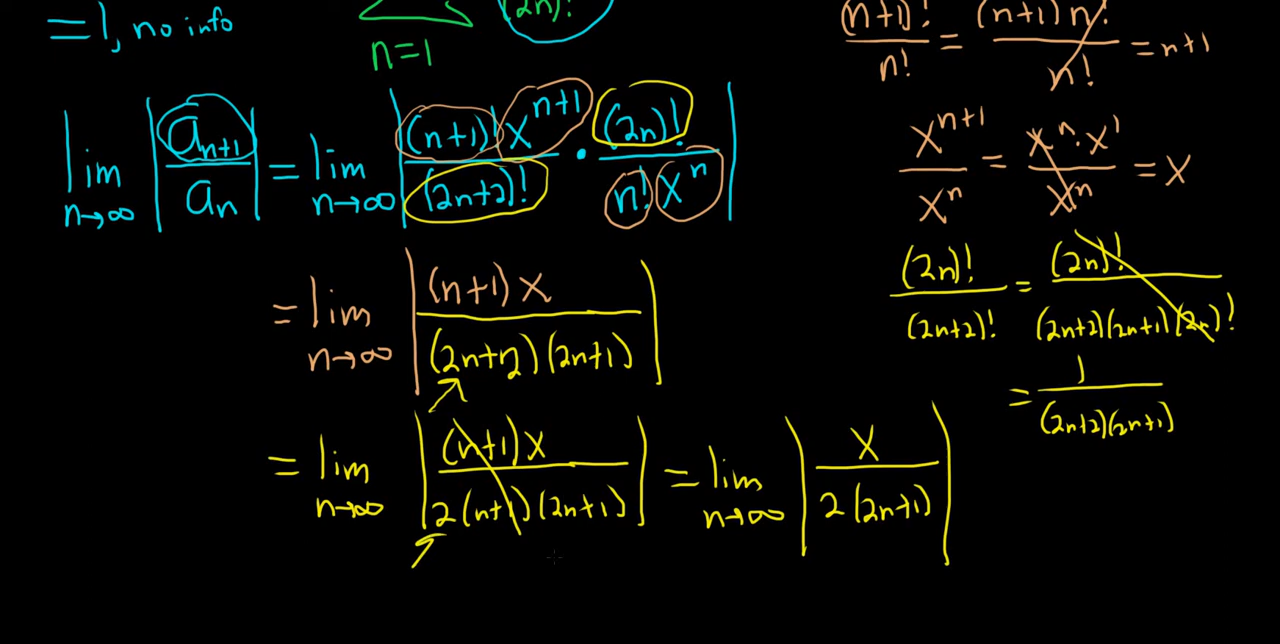 = 1, no info
n=1
(2n)!
(n+1)!/n! = (n+1) n!/n! = n+1
lim n→∞ |a_{n+1}/a_n| = lim n→∞ |(n+1)! x^{n+1}/(2n+2)! · (2n)!/(n! x^n)|
x^{n+1}/x^n = x^n · x^1/x^n = x
= lim n→∞ |(n+1) x/((2n+2)(2n+1))|
(2n)!/(2n+2)! = (2n)!/((2n+2)(2n+1)(2n)!)
= 1/((2n+2)(2n+1))
= lim n→∞ |(n+1) x/(2(n+1)(2n+1))| = lim n→∞ |x/(2(2n+1))|